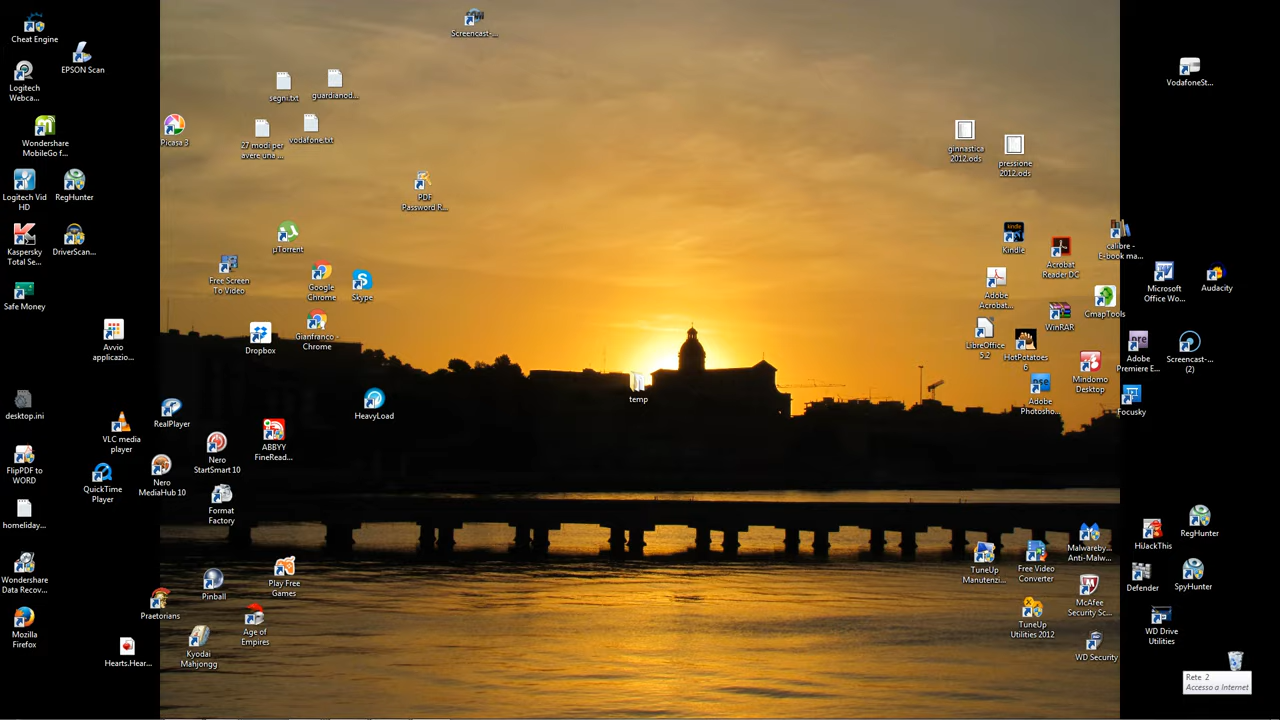 Cheat Engine
EPSON Scan
Logitech
Webca...
Wondershare
MobileGo f...
Logitech Vid
HD
RegHunter
Kaspersky
Total Se...
DriverScan...
Safe Money
Avvio
applicazio...
desktop.ini
VLC media
player
RealPlayer
FlipPDF to
WORD
QuickTime
Player
Nero
MediaHub 10
Nero
StartSmart 10
homeliday...
Format
Factory
Wondershare
Data Recov...
Mozilla
Firefox
Praetorians
Pinball
Play Free
Games
Age of
Empires
Kyodai
Mahjongg
Hearts.Hear...
Screencast-...
segni.txt
guardianod...
Picasa 3
27 modi per
avere una ...
vodafone.txt
PDF
Password R...
µTorrent
Free Screen
To Video
Google
Chrome
Skype
Dropbox
Gianfranco -
Chrome
HeavyLoad
ABBYY
FineRead...
temp
VodafoneSt...
ginnastica
2012.ods
pressione
2012.ods
Kindle
Acrobat
Reader DC
calibre -
E-book ma...
Adobe
Acrobat...
Microsoft
Office Wo...
Audacity
WinRAR
CmapTools
LibreOffice
5.2
HotPotatoes
6
Adobe
Premiere E...
Screencast-...
(2)
Mindomo
Desktop
Adobe
Photosho...
Focusky
TuneUp
Manutenzi...
Free Video
Converter
Malwareby...
Anti-Malw...
HiJackThis
RegHunter
McAfee
Security Sc...
Defender
SpyHunter
TuneUp
Utilities 2012
WD Drive
Utilities
WD Security
Rete 2
Accesso a Internet